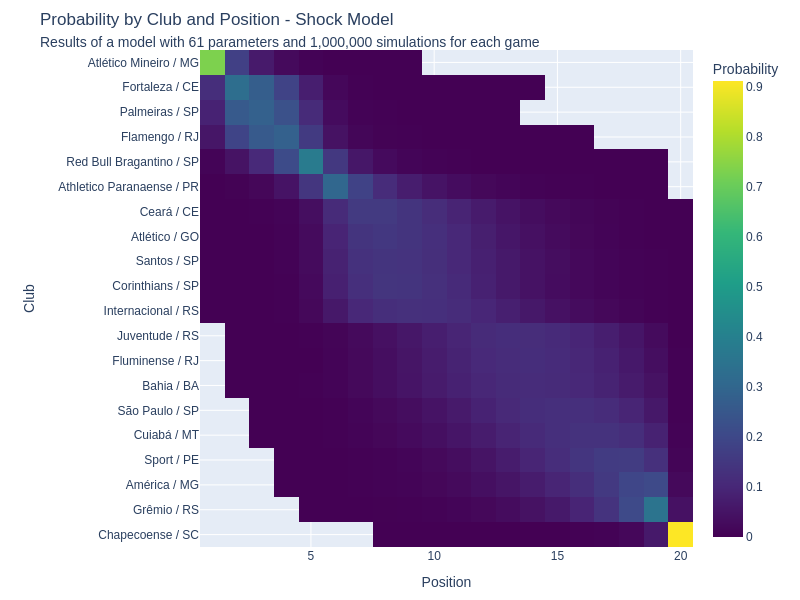 Probability by Club and Position - Shock Model
Results of a model with 61 parameters and 1,000,000 simulations for each game
Probability
Atlético Mineiro / MG
Fortaleza / CE
Palmeiras / SP
Flamengo / RJ
Red Bull Bragantino / SP
Athletico Paranaense / PR
Ceará / CE
Atlético / GO
Santos / SP
Corinthians / SP
Internacional / RS
Juventude / RS
Fluminense / RJ
Bahia / BA
São Paulo / SP
Cuiabá / MT
Sport / PE
América / MG
Grêmio / RS
Chapecoense / SC
Club
5
10
15
20
Position
0.9
0.8
0.7
0.6
0.5
0.4
0.3
0.2
0.1
0